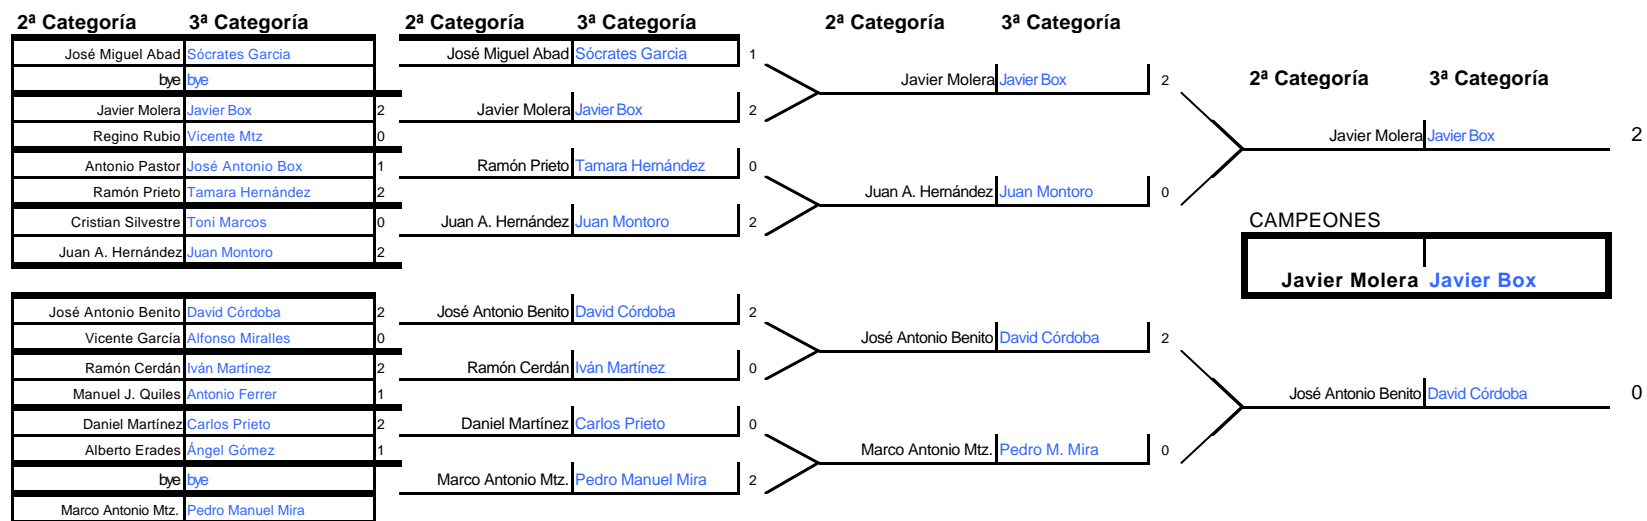 2ª Categoría 3ª Categoría 2ª Categoría 3ª Categoría 2ª Categoría 3ª Categoría
José Miguel Abad Sócrates Garcia José Miguel Abad Sócrates Garcia 1
bye bye Javier Molera Javier Box 2 2ª Categoría 3ª Categoría
Javier Molera Javier Box 2 Javier Molera Javier Box 2
Regino Rubio Vicente Mtz 0 Javier Molera Javier Box 2
Antonio Pastor José Antonio Box 1 Ramón Prieto Tamara Hernández 0
Ramón Prieto Tamara Hernández 2 Juan A. Hernández Juan Montoro 0
Cristian Silvestre Toni Marcos 0 Juan A. Hernández Juan Montoro 2 CAMPEONES
Juan A. Hernández Juan Montoro 2
Javier Molera Javier Box
José Antonio Benito David Córdoba 2 José Antonio Benito David Córdoba 2
Vicente García Alfonso Miralles 0 José Antonio Benito David Córdoba 2
Ramón Cerdán Iván Martínez 2 Ramón Cerdán Iván Martínez 0
Manuel J. Quiles Antonio Ferrer 1 José Antonio Benito David Córdoba 0
Daniel Martínez Carlos Prieto 2 Daniel Martínez Carlos Prieto 0
Alberto Erades Ángel Gómez 1 Marco Antonio Mtz. Pedro M. Mira 0
bye bye Marco Antonio Mtz. Pedro Manuel Mira 2
Marco Antonio Mtz. Pedro Manuel Mira